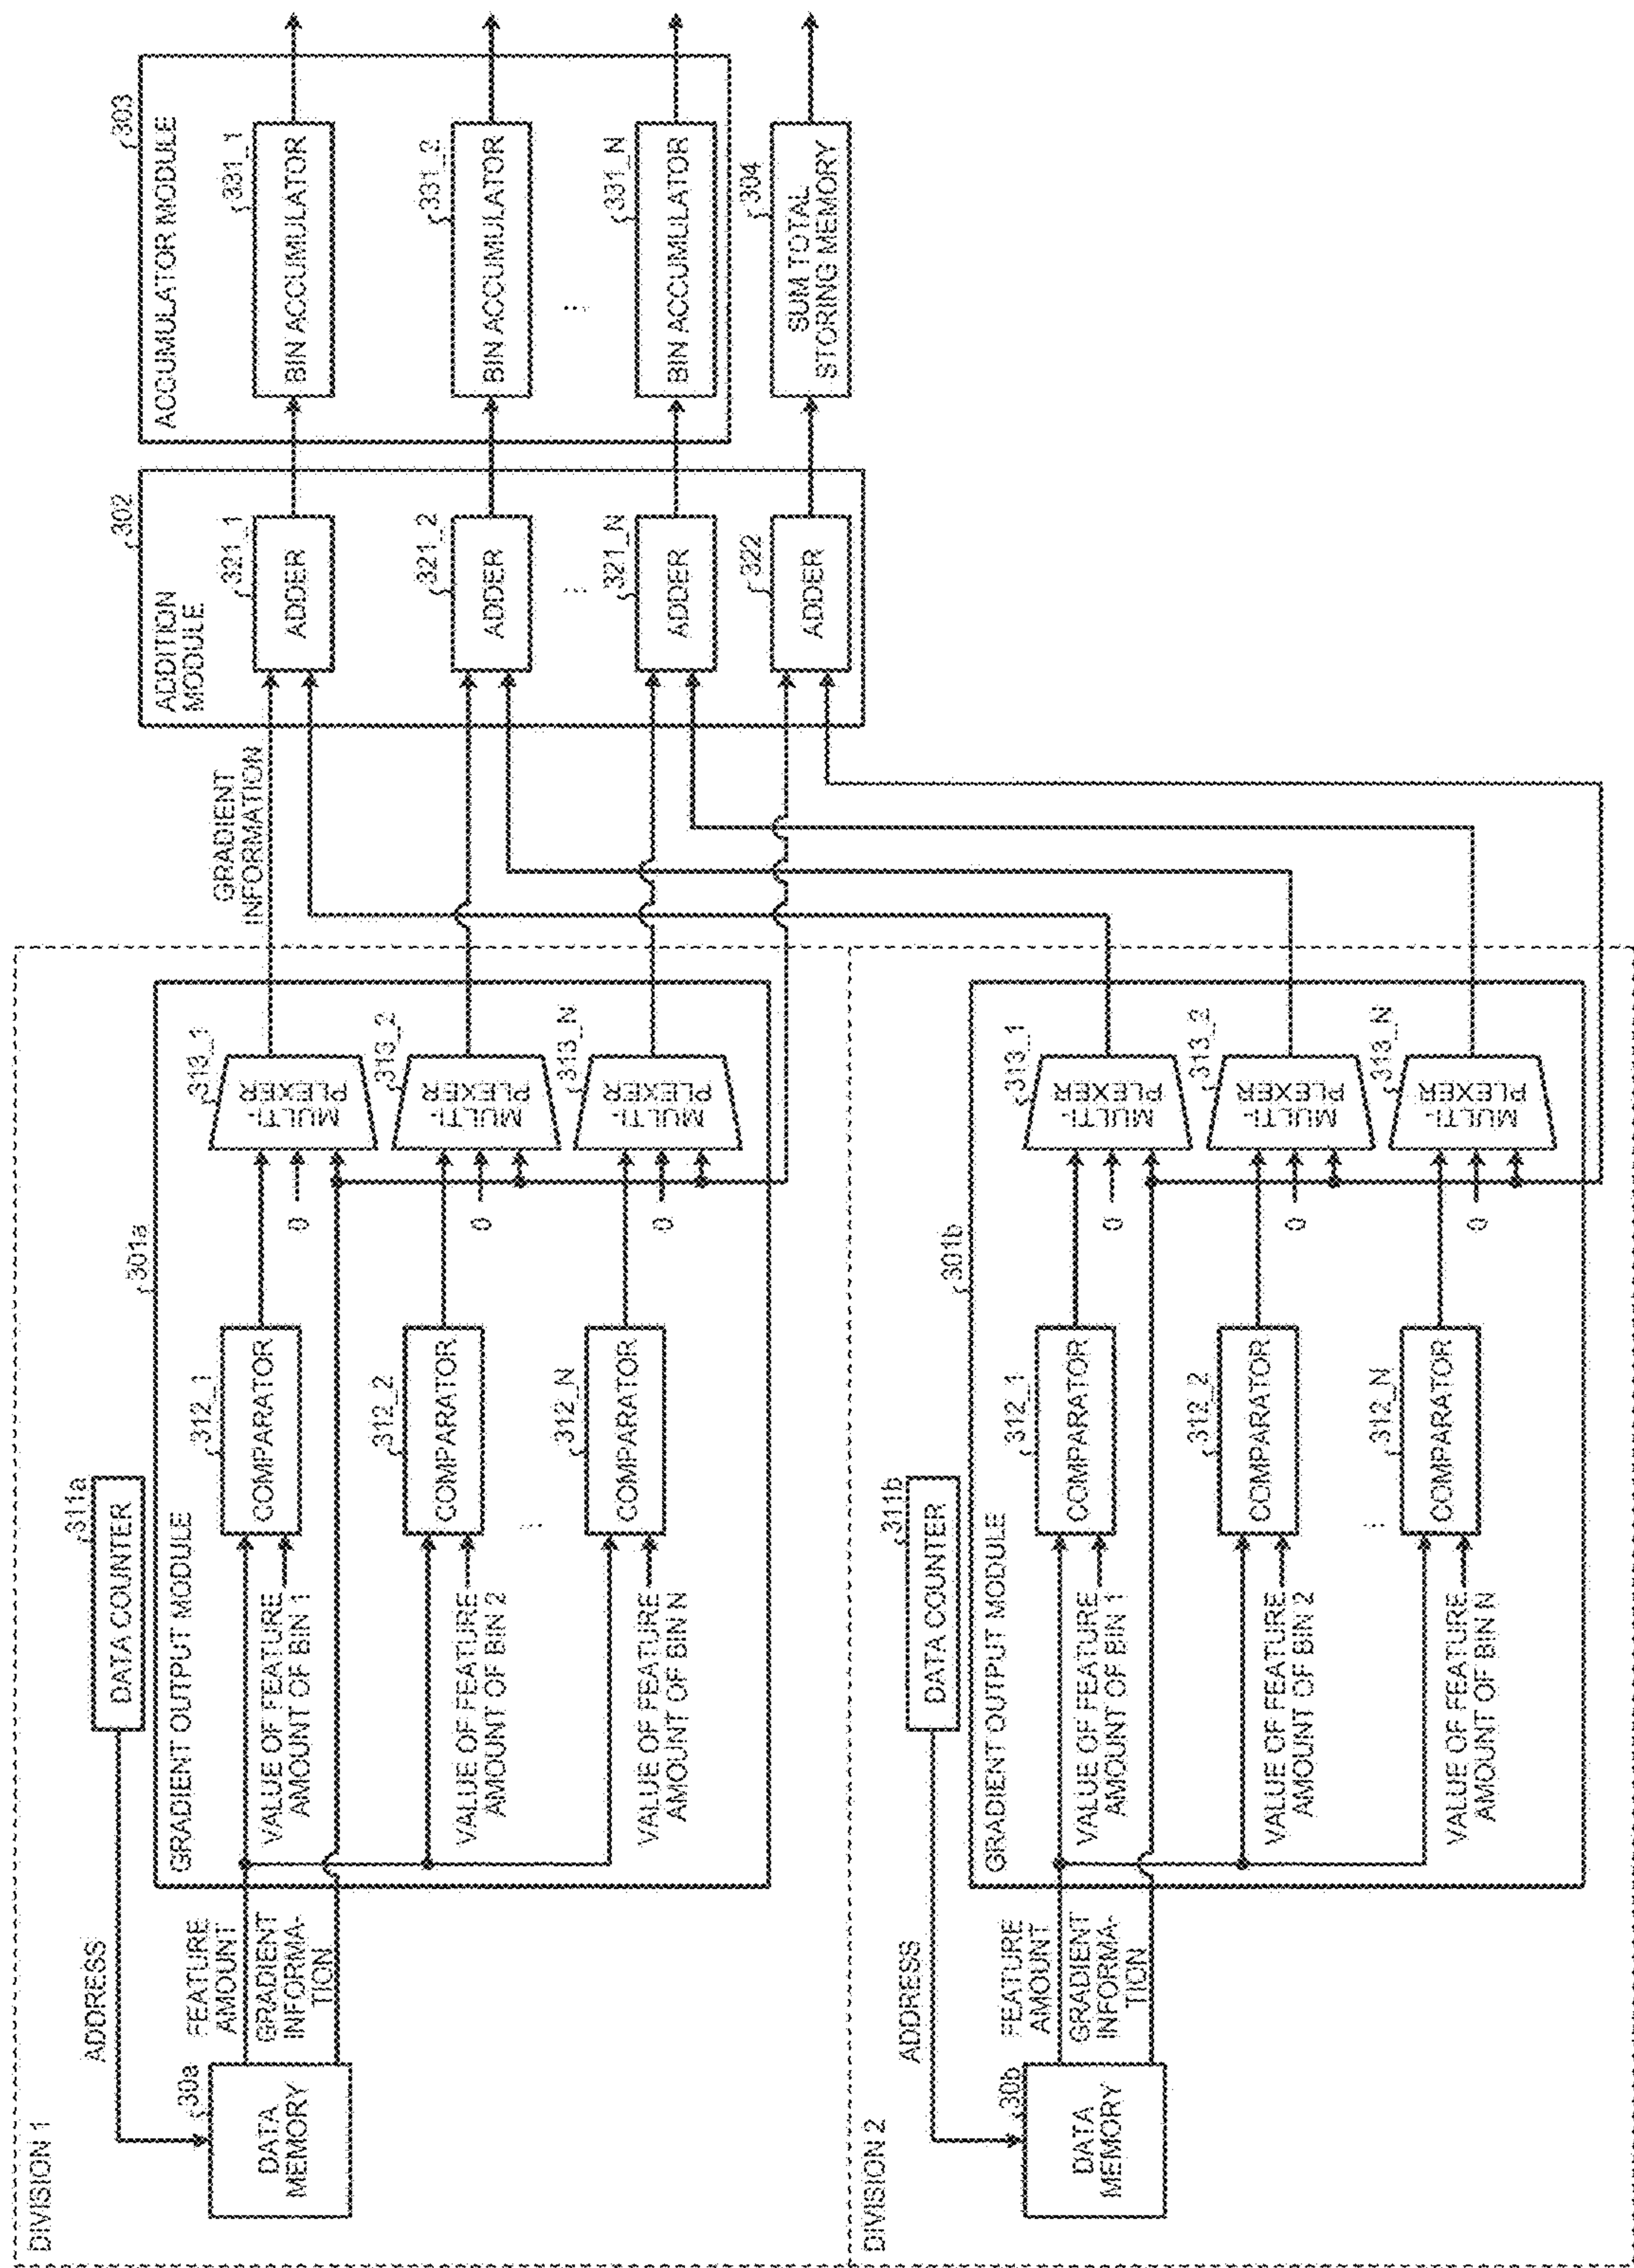 DIVISION 1
ADDRESS
311a
DATA COUNTER
30a
DATA
MEMORY
FEATURE
AMOUNT
GRADIENT
INFORMA-
TION
301a
GRADIENT OUTPUT MODULE
VALUE OF FEATURE
AMOUNT OF BIN 1
312_1
COMPARATOR
0
313_1
MULTI-
PLEXER
VALUE OF FEATURE
AMOUNT OF BIN 2
312_2
COMPARATOR
0
313_2
MULTI-
PLEXER
VALUE OF FEATURE
AMOUNT OF BIN N
312_N
COMPARATOR
0
313_N
MULTI-
PLEXER
GRADIENT
INFORMATION
302
ADDITION
MODULE
321_1
ADDER
321_2
ADDER
321_N
ADDER
322
ADDER
303
ACCUMULATOR MODULE
331_1
BIN ACCUMULATOR
331_2
BIN ACCUMULATOR
331_N
BIN ACCUMULATOR
304
SUM TOTAL
STORING MEMORY
DIVISION 2
ADDRESS
311b
DATA COUNTER
30b
DATA
MEMORY
FEATURE
AMOUNT
GRADIENT
INFORMA-
TION
301b
GRADIENT OUTPUT MODULE
VALUE OF FEATURE
AMOUNT OF BIN 1
312_1
COMPARATOR
0
313_1
MULTI-
PLEXER
VALUE OF FEATURE
AMOUNT OF BIN 2
312_2
COMPARATOR
0
313_2
MULTI-
PLEXER
VALUE OF FEATURE
AMOUNT OF BIN N
312_N
COMPARATOR
0
313_N
MULTI-
PLEXER